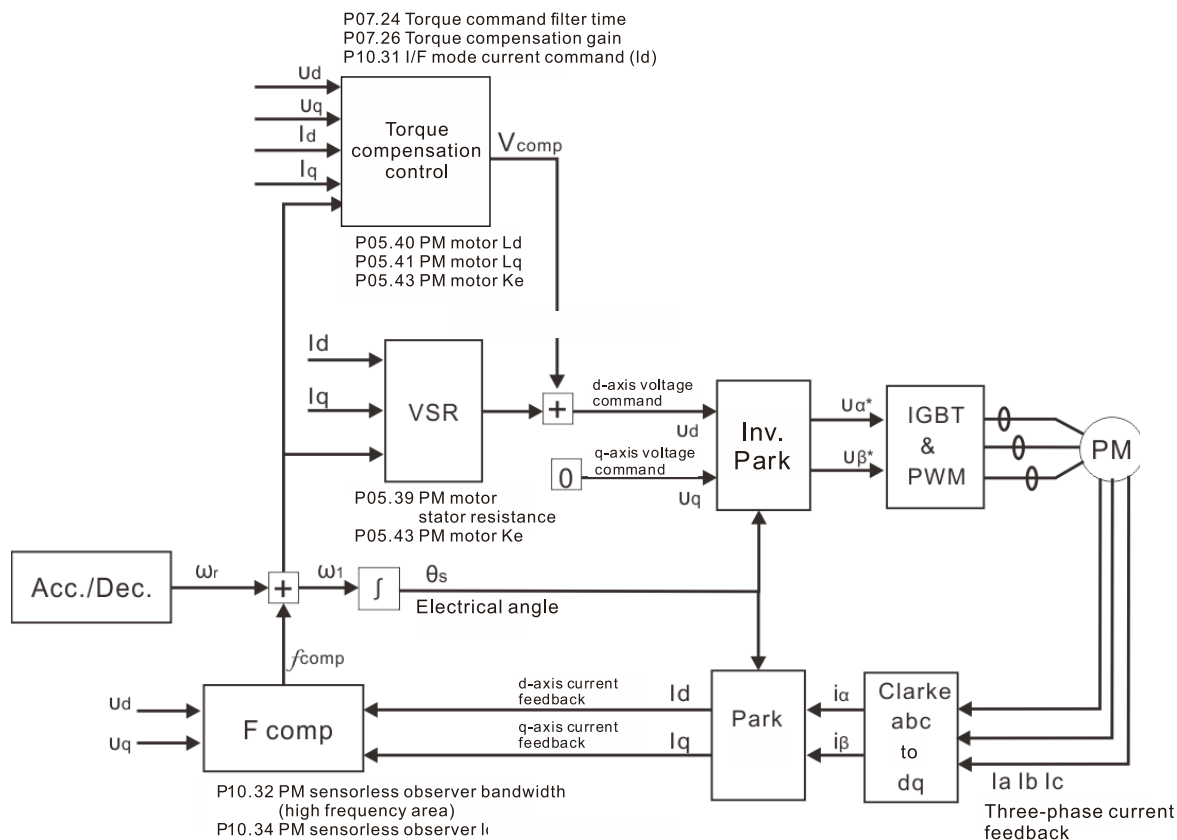 P07.24 Torque command filter time
P07.26 Torque compensation gain
P10.31 I/F mode current command (Id)
ud
uq
Id
Iq
Torque
compensation
control
Vcomp
P05.40 PM motor Ld
P05.41 PM motor Lq
P05.43 PM motor Ke
Id
Iq
VSR
+
d-axis voltage
command
ud
0
q-axis voltage
command
uq
Inv.
Park
uα*
uβ*
IGBT
&
PWM
PM
P05.39 PM motor
stator resistance
P05.43 PM motor Ke
Acc./Dec.
ωr
+
ω1
∫
θs
Electrical angle
fcomp
ud
uq
F comp
d-axis current
feedback
Id
q-axis current
feedback
Iq
Park
iα
iβ
Clarke
abc
to
dq
Ia Ib Ic
Three-phase current
feedback
P10.32 PM sensorless observer bandwidth
(high frequency area)
P10.34 PM sensorless observer